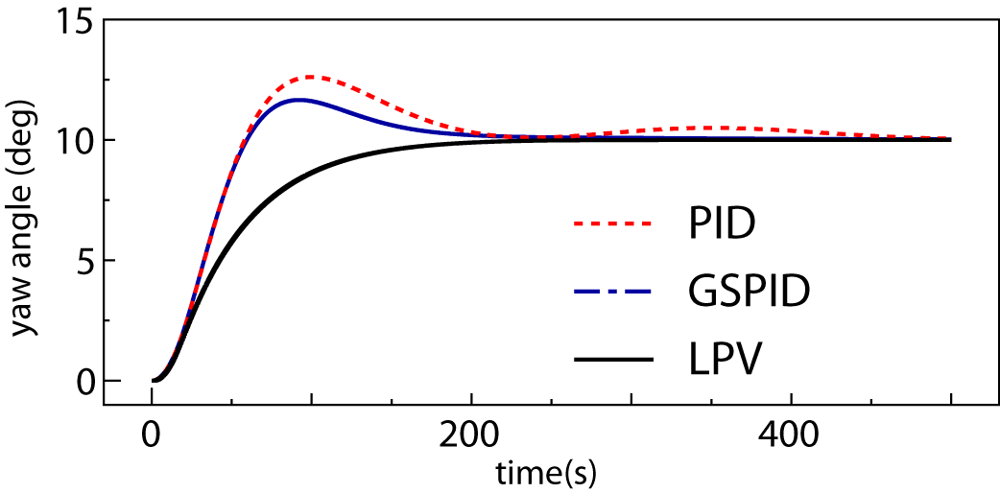 15
10
5
0
yaw angle (deg)
PID
GSPID
LPV
0
200
400
time(s)